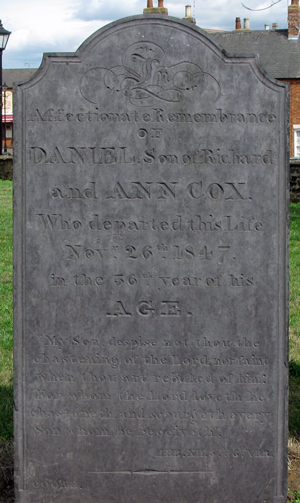 In
Affectionate Remembrance
OF
DANIEL, Son of Richard
and ANN COX.
Who departed this Life
Novr. 26th 1847.
in the 36th year of his
AGE.
My Son, despise not thou the
chastening of the Lord, nor faint
when thou art rebuked of him:
For whom the Lord loveth he
chasteneth and scourgeth every
Son whom he receiveth.